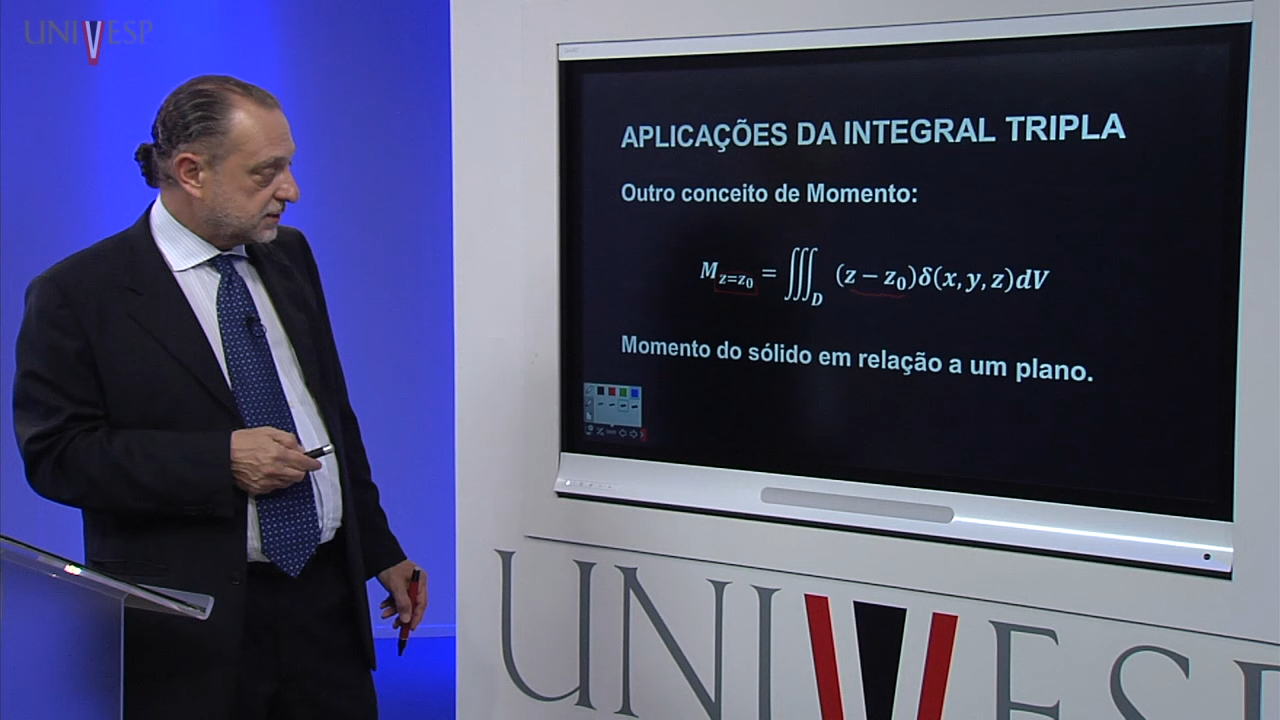 UNIVESP
APLICAÇÕES DA INTEGRAL TRIPLA
Outro conceito de Momento:
M_{z=z_0} = ∭_D (z − z_0)δ(x, y, z)dV
Momento do sólido em relação a um plano.
UNIVESP